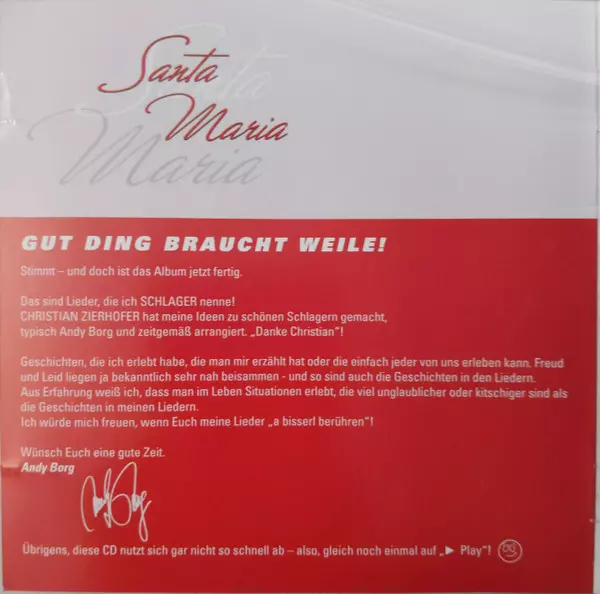 Santa
Maria
GUT DING BRAUCHT WEILE!
Stimmt – und doch ist das Album jetzt fertig.
Das sind Lieder, die ich SCHLAGER nenne!
CHRISTIAN ZIERHOFER hat meine Ideen zu schönen Schlagern gemacht,
typisch Andy Borg und zeitgemäß arrangiert. „Danke Christian"!
Geschichten, die ich erlebt habe, die man mir erzählt hat oder die einfach jeder von uns erleben kann. Freud
und Leid liegen ja bekanntlich sehr nah beisammen - und so sind auch die Geschichten in den Liedern.
Aus Erfahrung weiß ich, dass man im Leben Situationen erlebt, die viel unglaublicher oder kitschiger sind als
die Geschichten in meinen Liedern.
Ich würde mich freuen, wenn Euch meine Lieder „a bisserl berühren"!
Wünsch Euch eine gute Zeit.
Andy Borg
Übrigens, diese CD nutzt sich gar nicht so schnell ab – also, gleich noch einmal auf „► Play"!